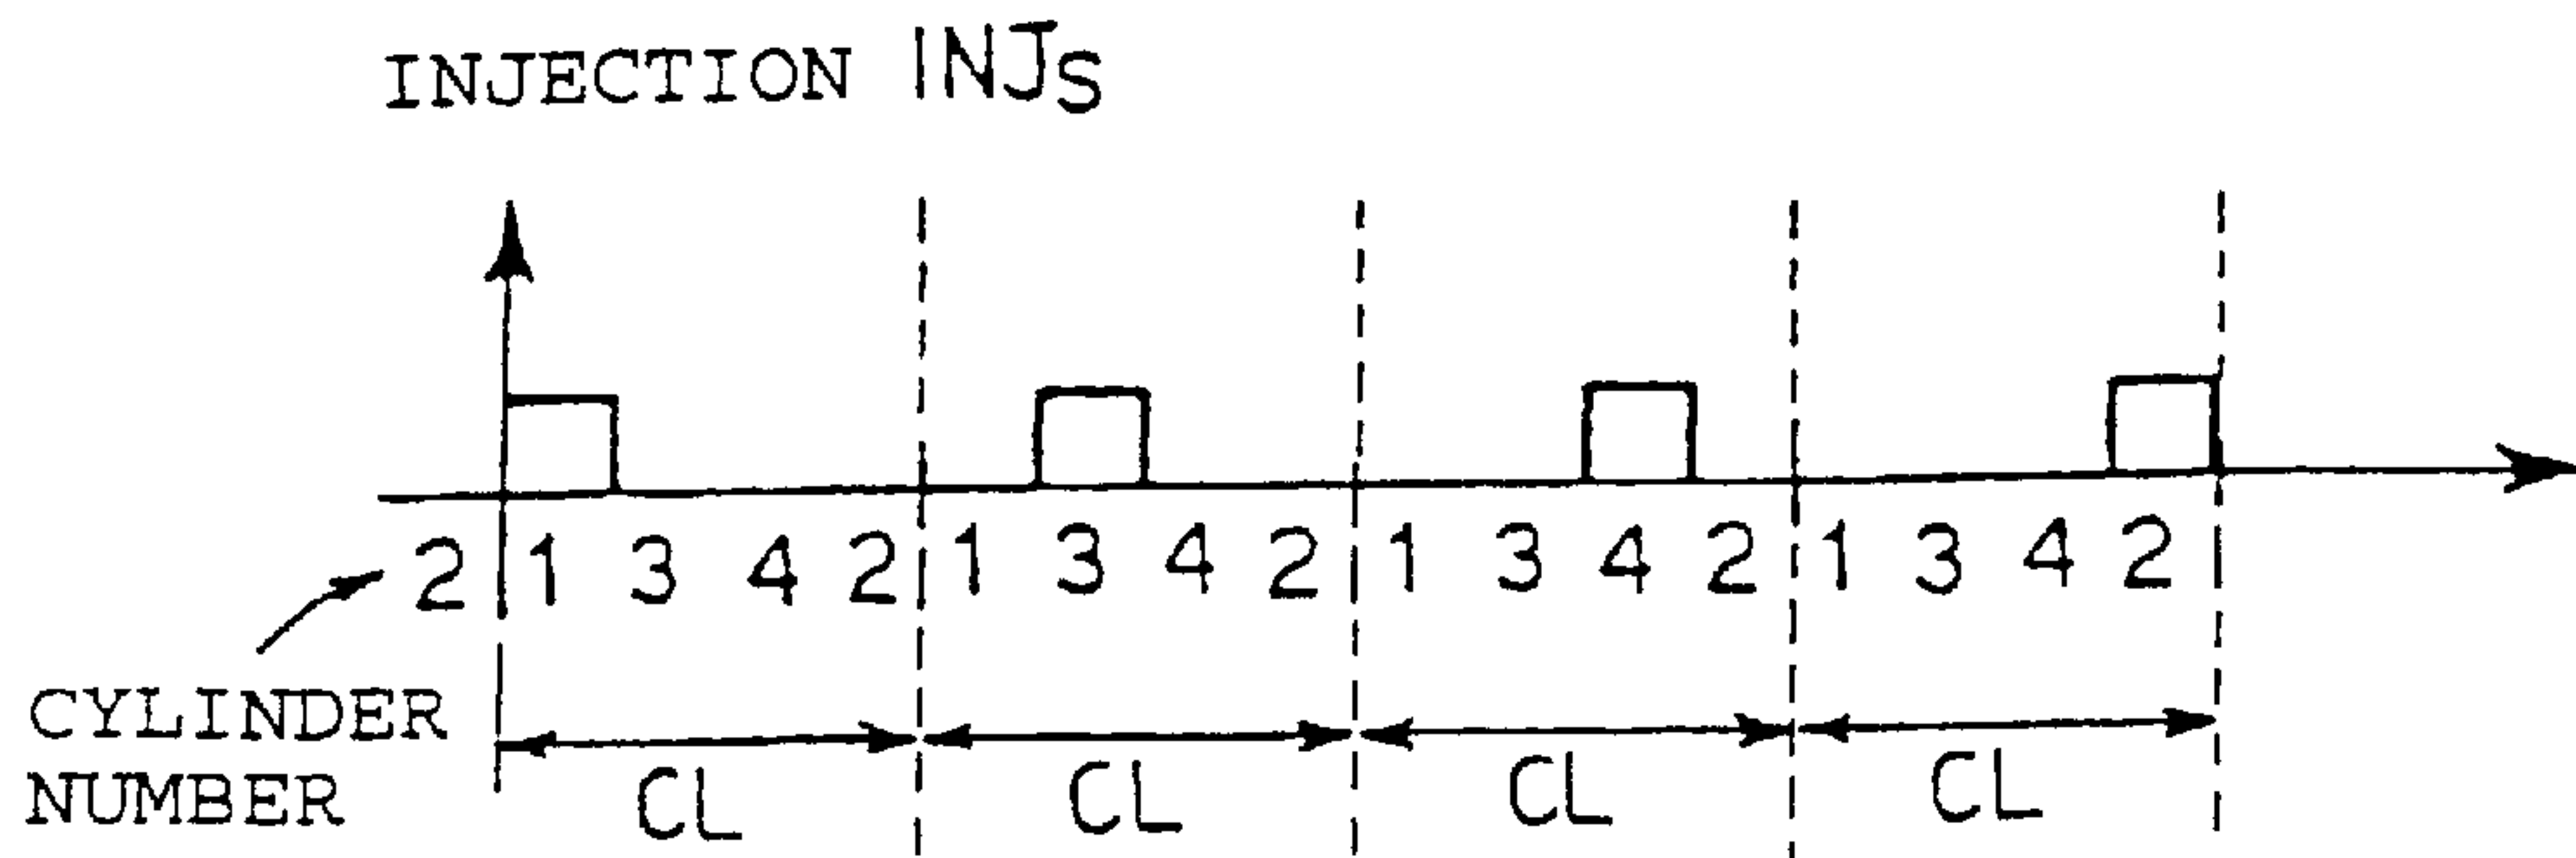 INJECTION INJS
2 1 3 4 2 1 3 4 2 1 3 4 2 1 3 4 2
CYLINDER
NUMBER
CL CL CL CL